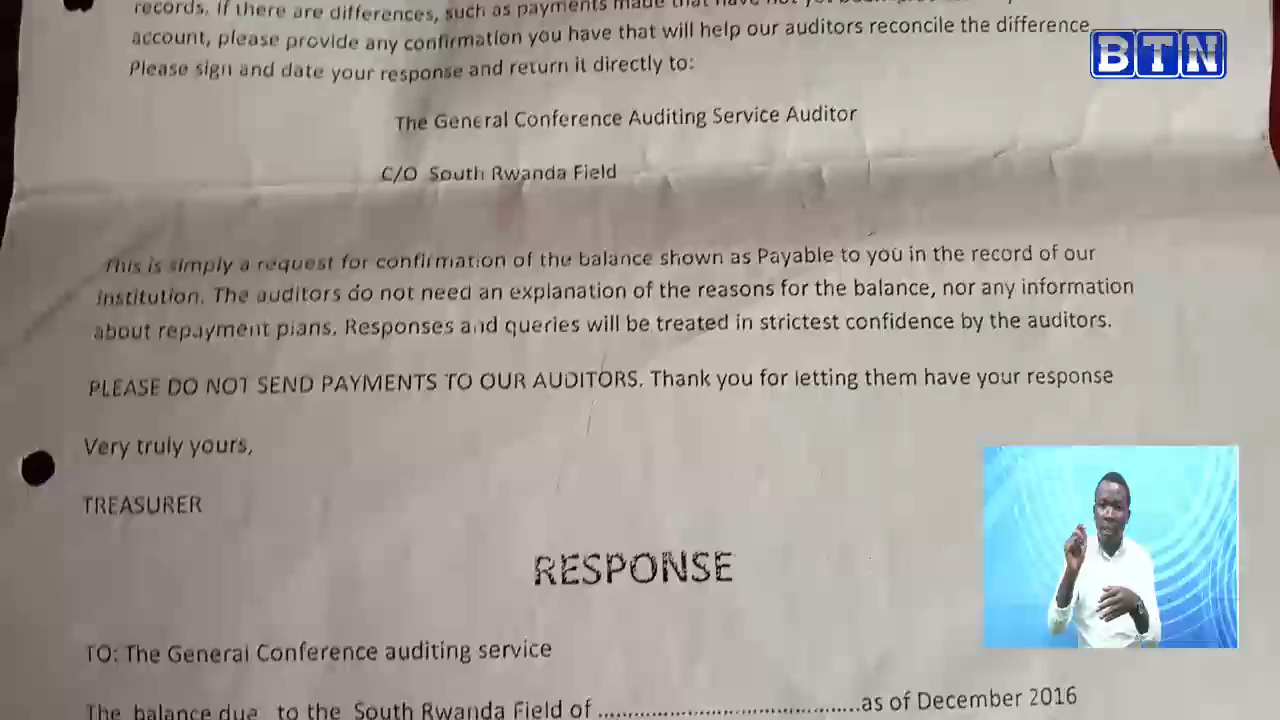 records. If there are differences, such as payments made that have not
account, please provide any confirmation you have that will help our auditors reconcile the difference.
Please sign and date your response and return it directly to:
BTN
The General Conference Auditing Service Auditor
C/O South Rwanda Field
This is simply a request for confirmation of the balance shown as Payable to you in the record of our
institution. The auditors do not need an explanation of the reasons for the balance, nor any information
about repayment plans. Responses and queries will be treated in strictest confidence by the auditors.
PLEASE DO NOT SEND PAYMENTS TO OUR AUDITORS. Thank you for letting them have your response
Very truly yours,
TREASURER
RESPONSE
TO: The General Conference auditing service
The balance due to the South Rwanda Field of ........................................as of December 2016